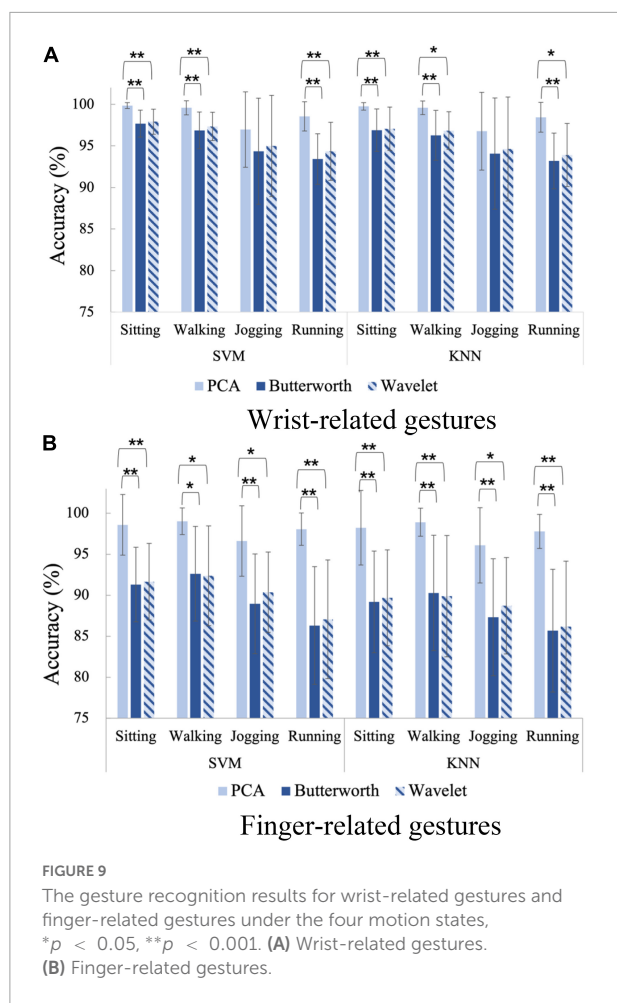 A
** ** ** ** * *
** ** ** ** ** **
100
95
90
85
80
75
Accuracy (%)
Sitting Walking Jogging Running Sitting Walking Jogging Running
SVM KNN
PCA Butterworth Wavelet
Wrist-related gestures
B
** * * ** ** ** * **
** * ** ** ** ** ** **
100
95
90
85
80
75
Accuracy (%)
Sitting Walking Jogging Running Sitting Walking Jogging Running
SVM KNN
PCA Butterworth Wavelet
Finger-related gestures
FIGURE 9
The gesture recognition results for wrist-related gestures and
finger-related gestures under the four motion states,
*p < 0.05, **p < 0.001. (A) Wrist-related gestures.
(B) Finger-related gestures.